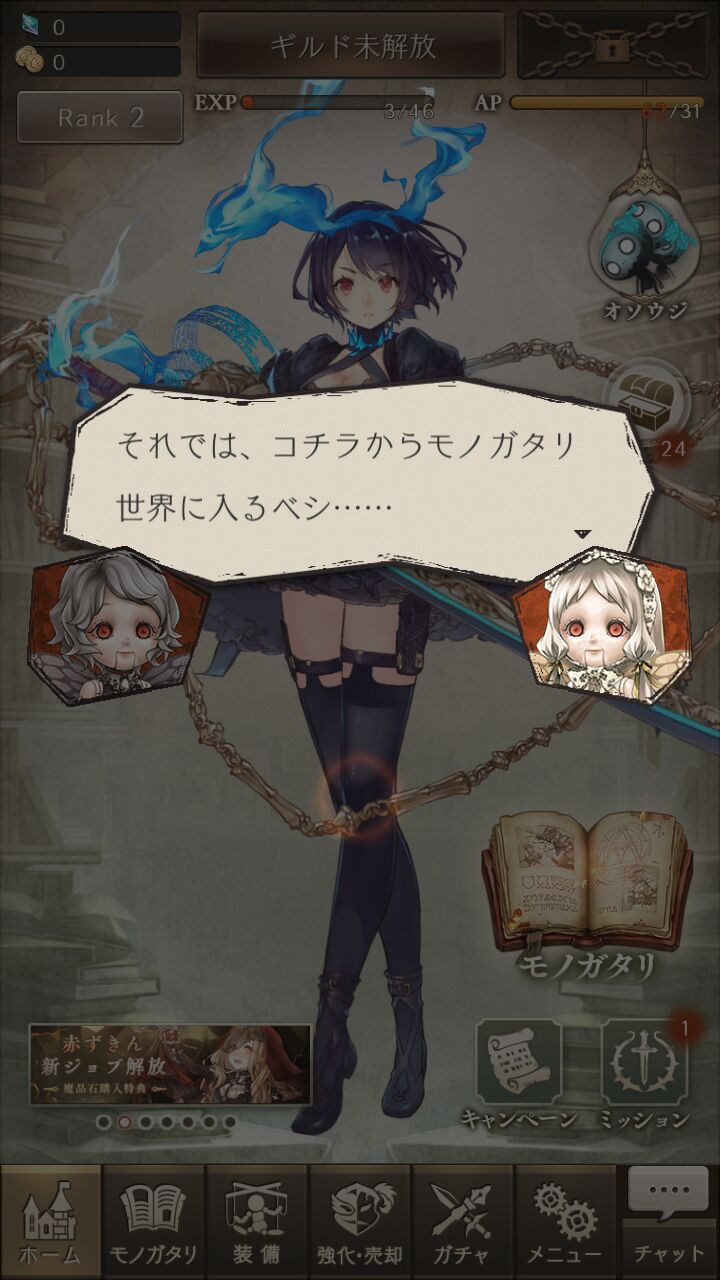 0
0
ギルド未解放
Rank 2
EXP
3/46
AP
62/31
オソウジ
24
それでは、コチラからモノガタリ
世界に入るベシ……
モノガタリ
赤ずきん
新ジョブ解放
魔晶石購入特典
1
キャンペーン
ミッション
ホーム
モノガタリ
装備
強化・売却
ガチャ
メニュー
チャット